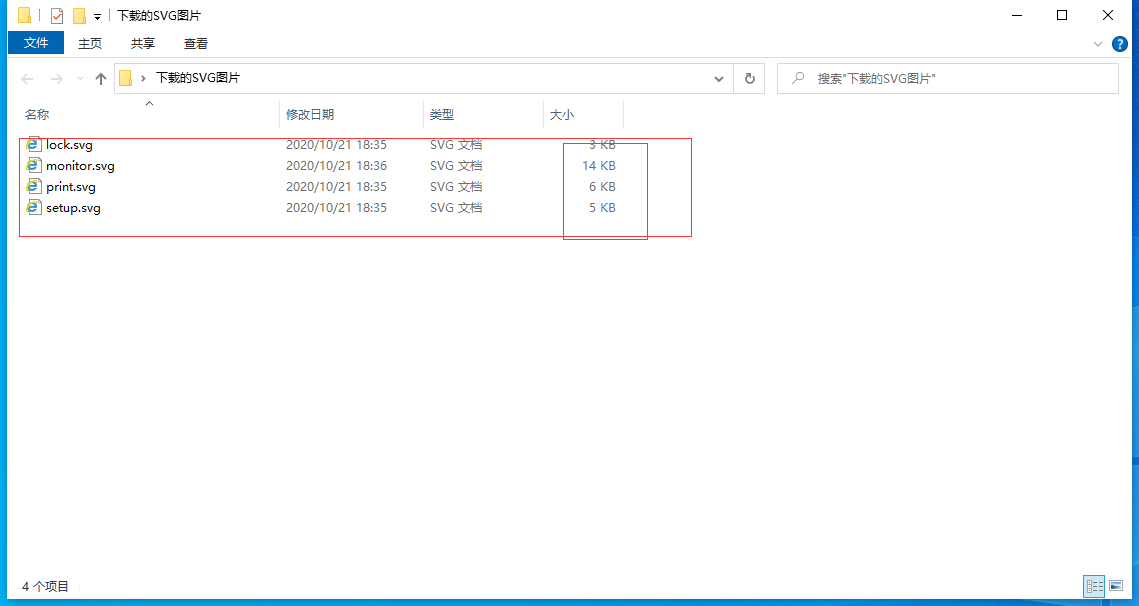 下载的SVG图片
文件 主页 共享 查看
下载的SVG图片 搜索"下载的SVG图片"
名称 修改日期 类型 大小
lock.svg 2020/10/21 18:35 SVG 文档 3 KB
monitor.svg 2020/10/21 18:36 SVG 文档 14 KB
print.svg 2020/10/21 18:35 SVG 文档 6 KB
setup.svg 2020/10/21 18:35 SVG 文档 5 KB
4 个项目